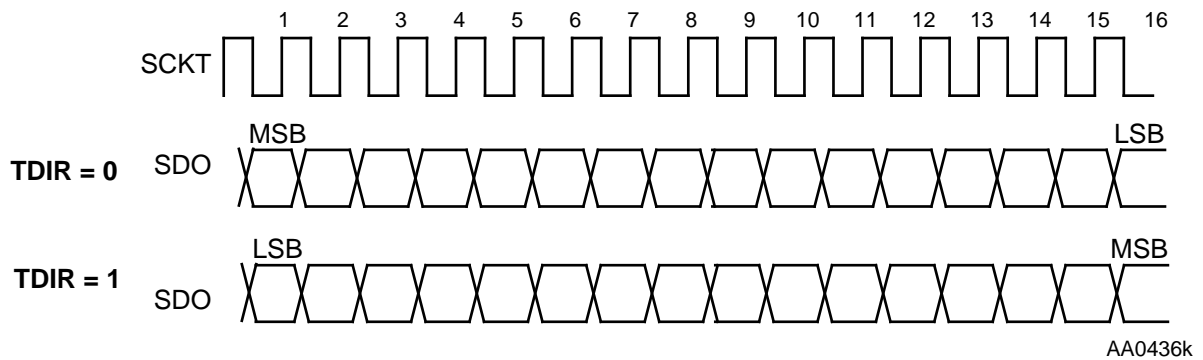 1 2 3 4 5 6 7 8 9 10 11 12 13 14 15 16
SCKT
MSB LSB
TDIR = 0 SDO
LSB MSB
TDIR = 1 SDO
AA0436k